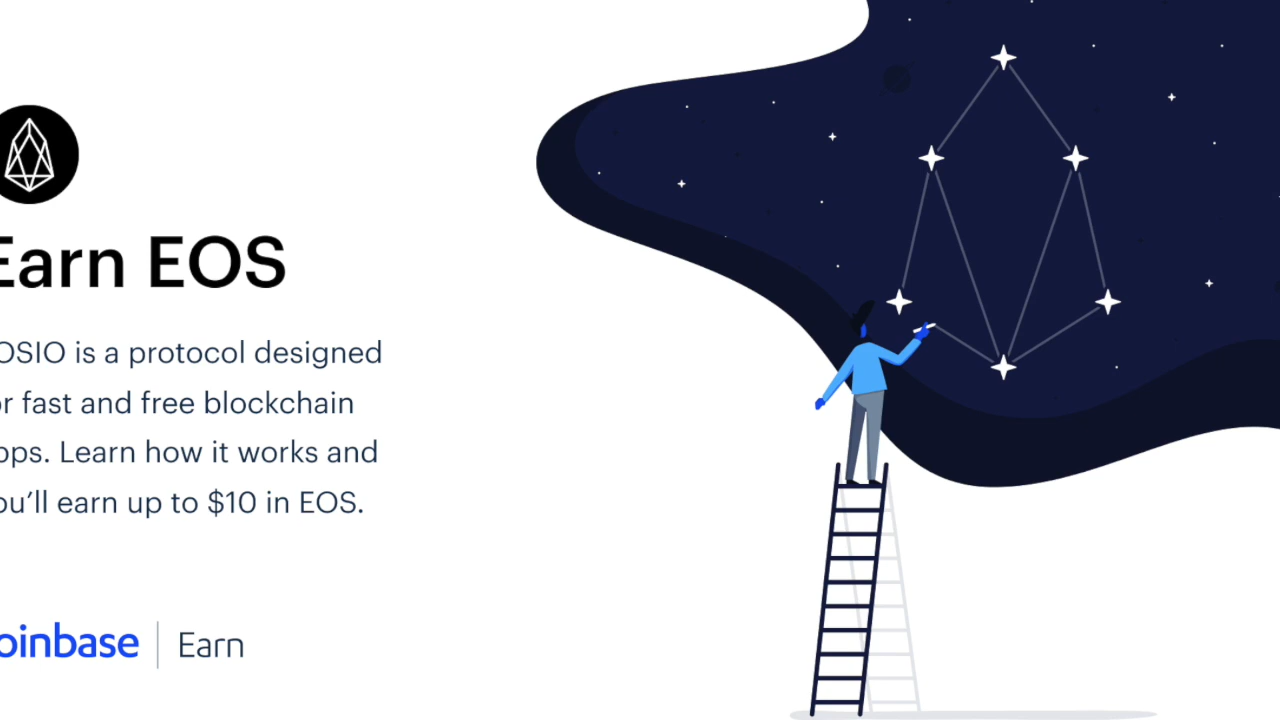 Earn EOS
OSIO is a protocol designed
or fast and free blockchain
pps. Learn how it works and
ou’ll earn up to $10 in EOS.
oinbase | Earn